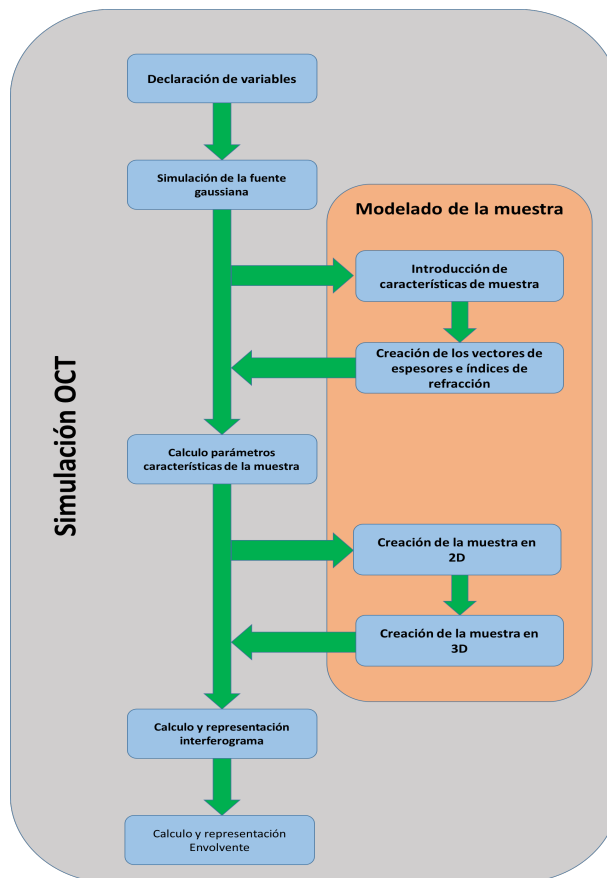 Simulación OCT
Declaración de variables
Simulación de la fuente
gaussiana
Modelado de la muestra
Introducción de
características de muestra
Creación de los vectores de
espesores e índices de
refracción
Calculo parámetros
características de la muestra
Creación de la muestra en
2D
Creación de la muestra en
3D
Calculo y representación
interferograma
Calculo y representación
Envolvente